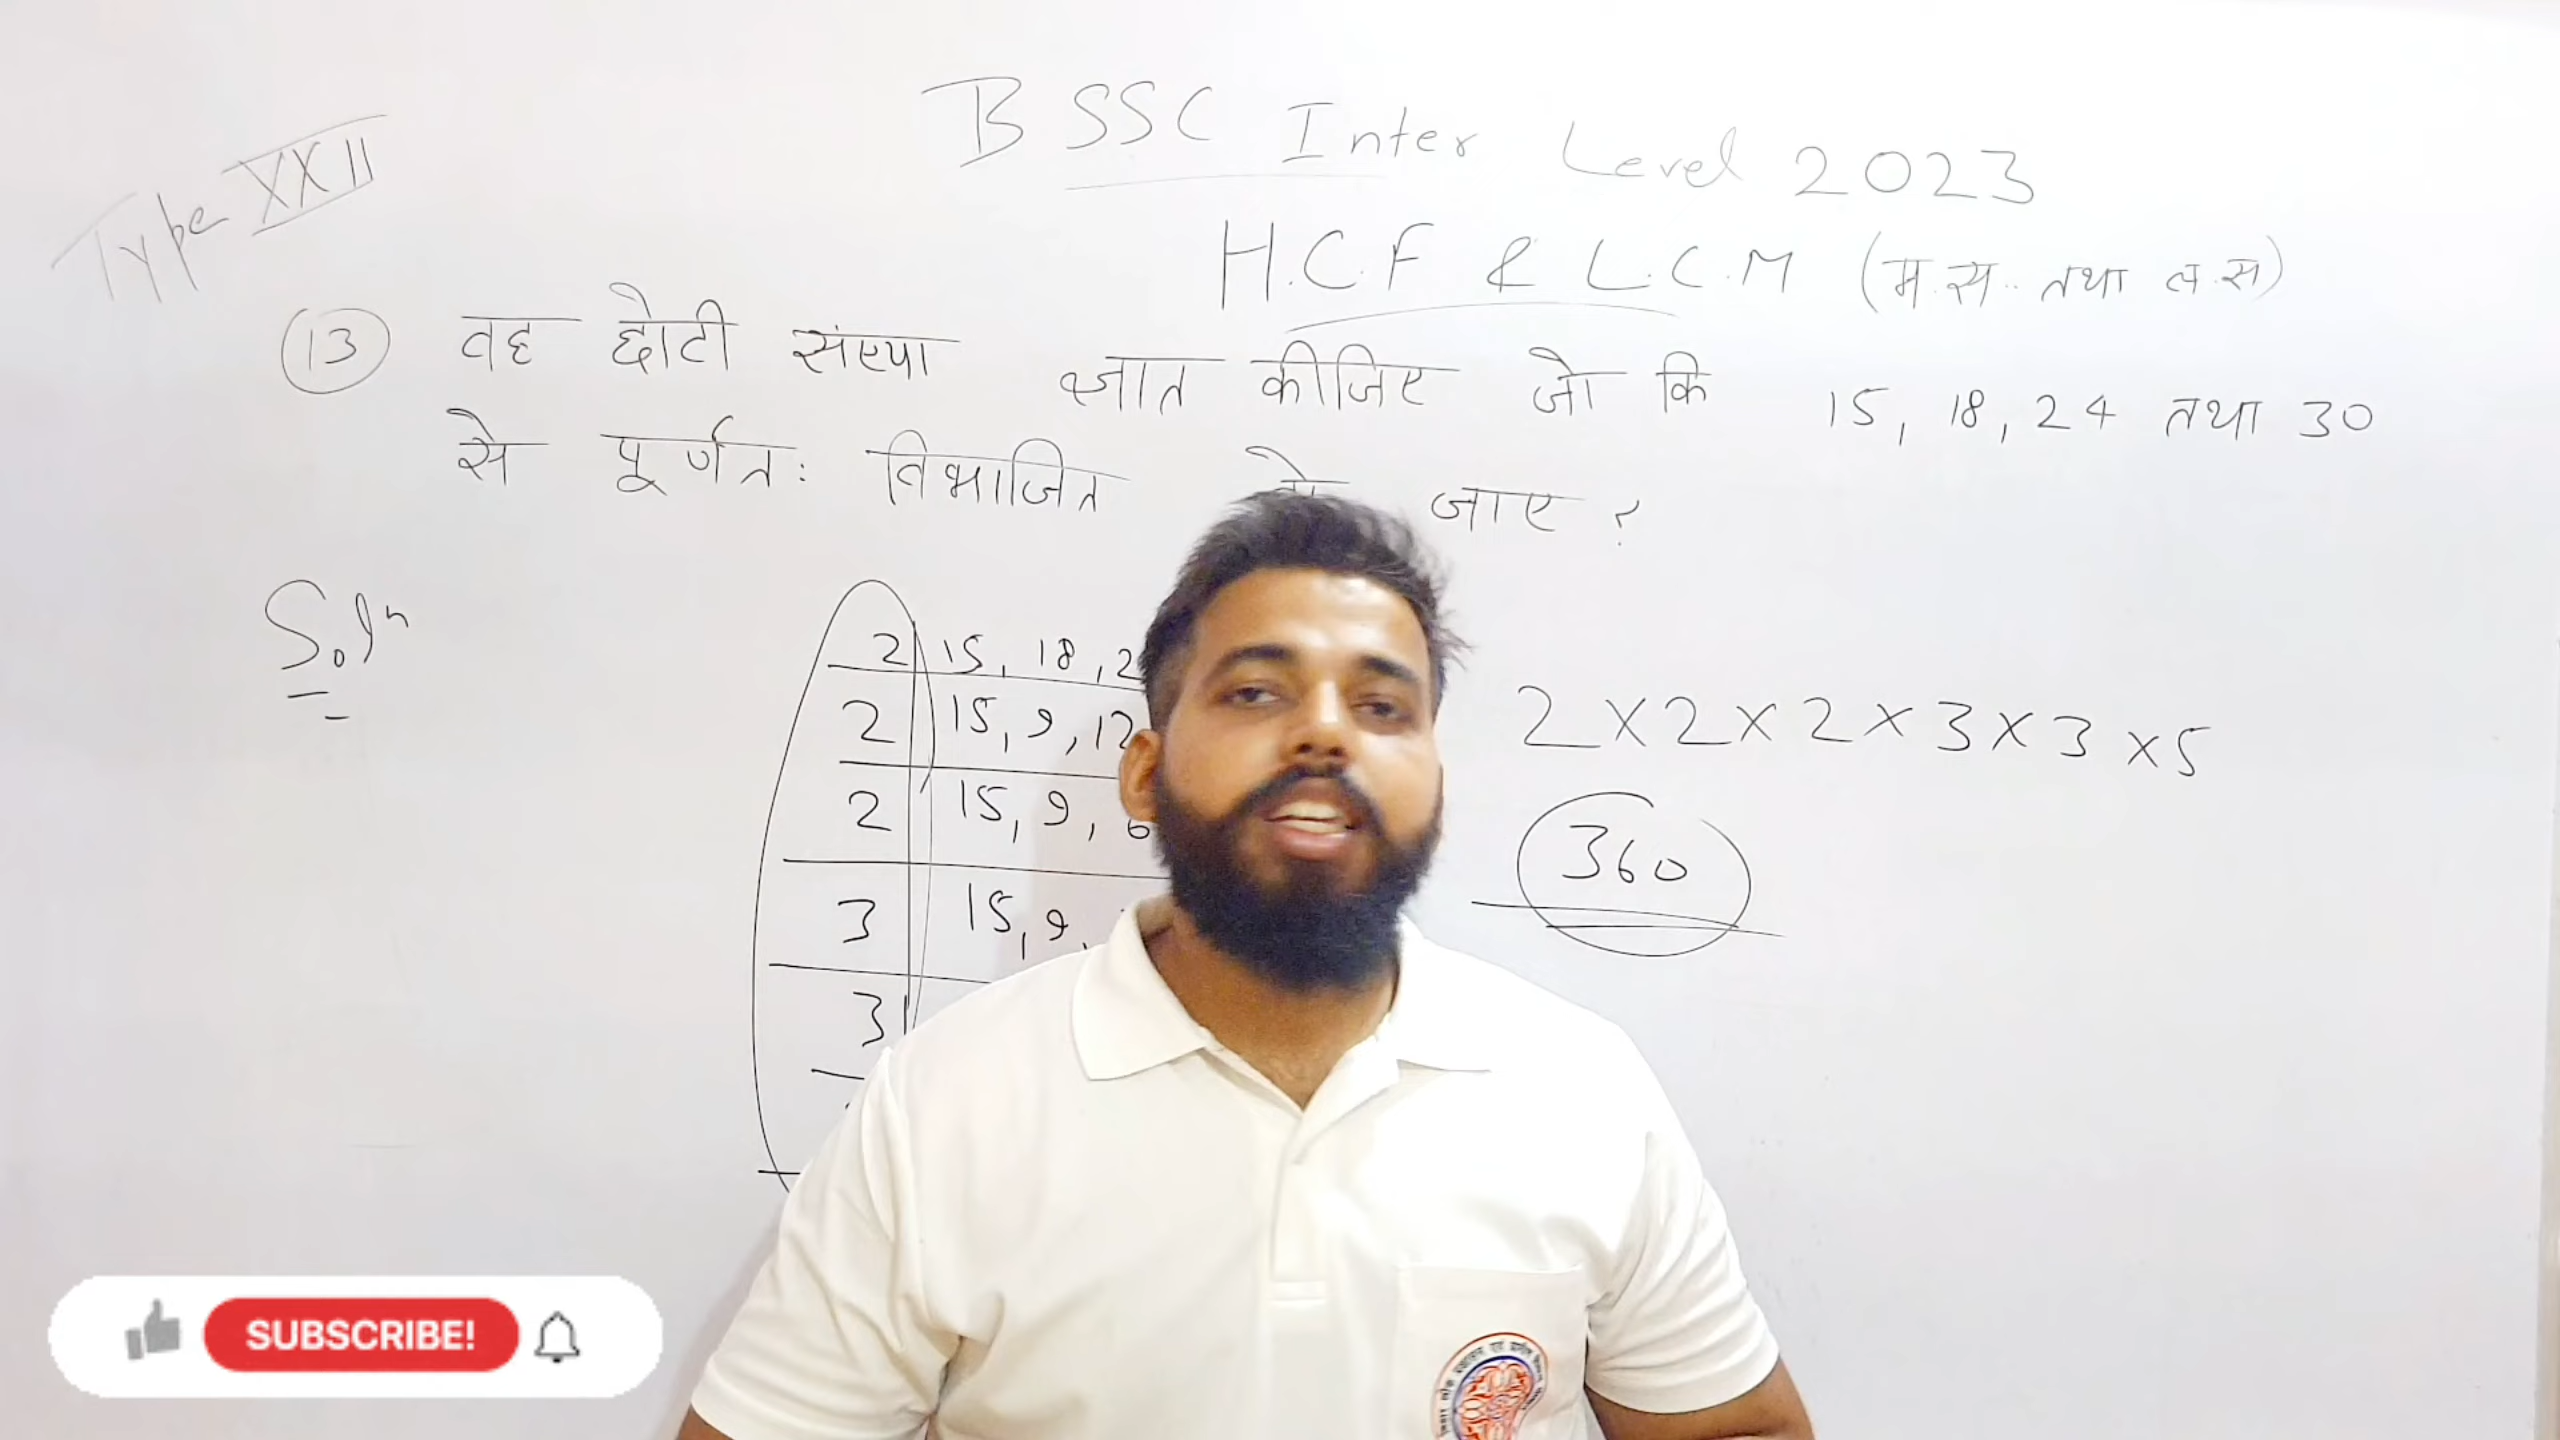 BSSC Inter Level 2023
Type XXII
H.C.F & L.C.M (म.स.. तथा ल.स)
13 वह छोटी संख्या ज्ञात कीजिए जो कि 15, 18, 24 तथा 30
से पूर्णतः विभाजित जाए ?
Solⁿ
2 15, 18, 2
2 15, 9, 12
2 15, 9, 6
3 15, 9,
3
2 × 2 × 2 × 3 × 3 × 5
360
SUBSCRIBE!